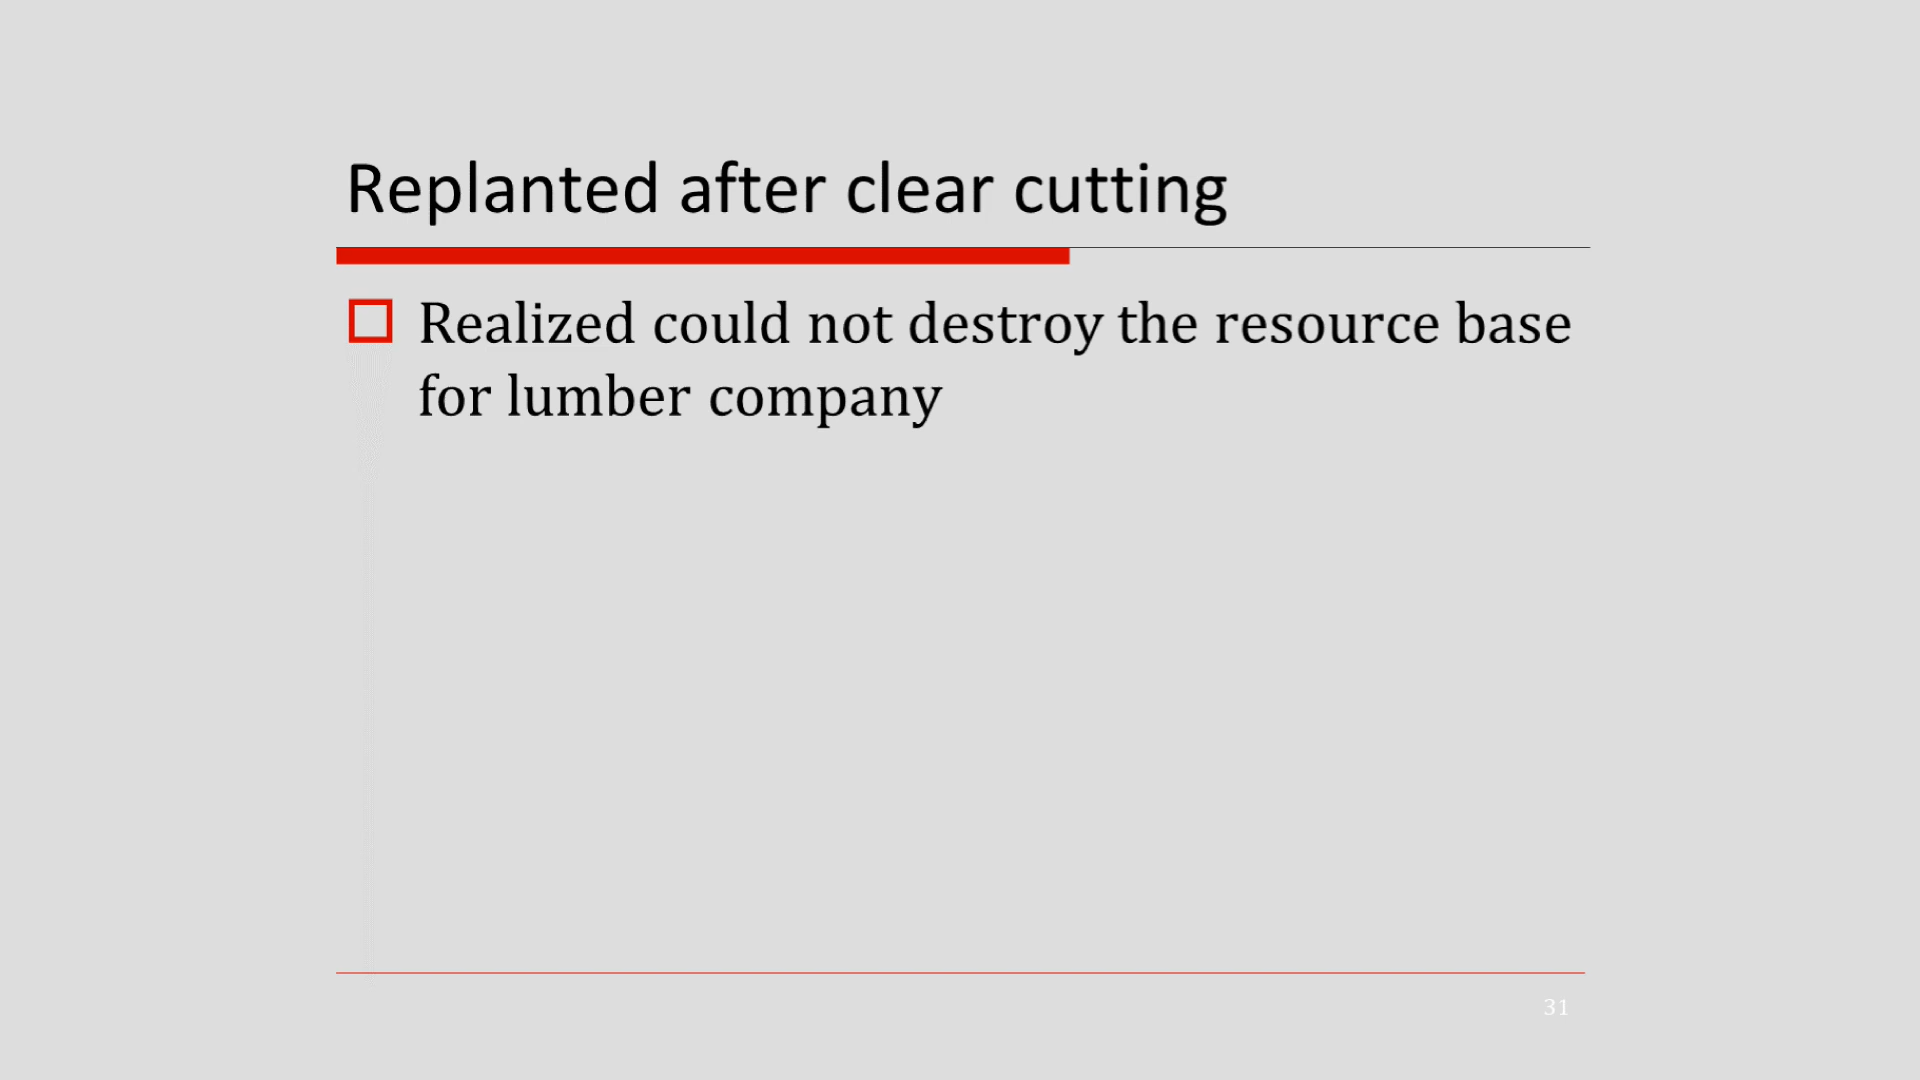 Replanted after clear cutting
Realized could not destroy the resource base
for lumber company
31